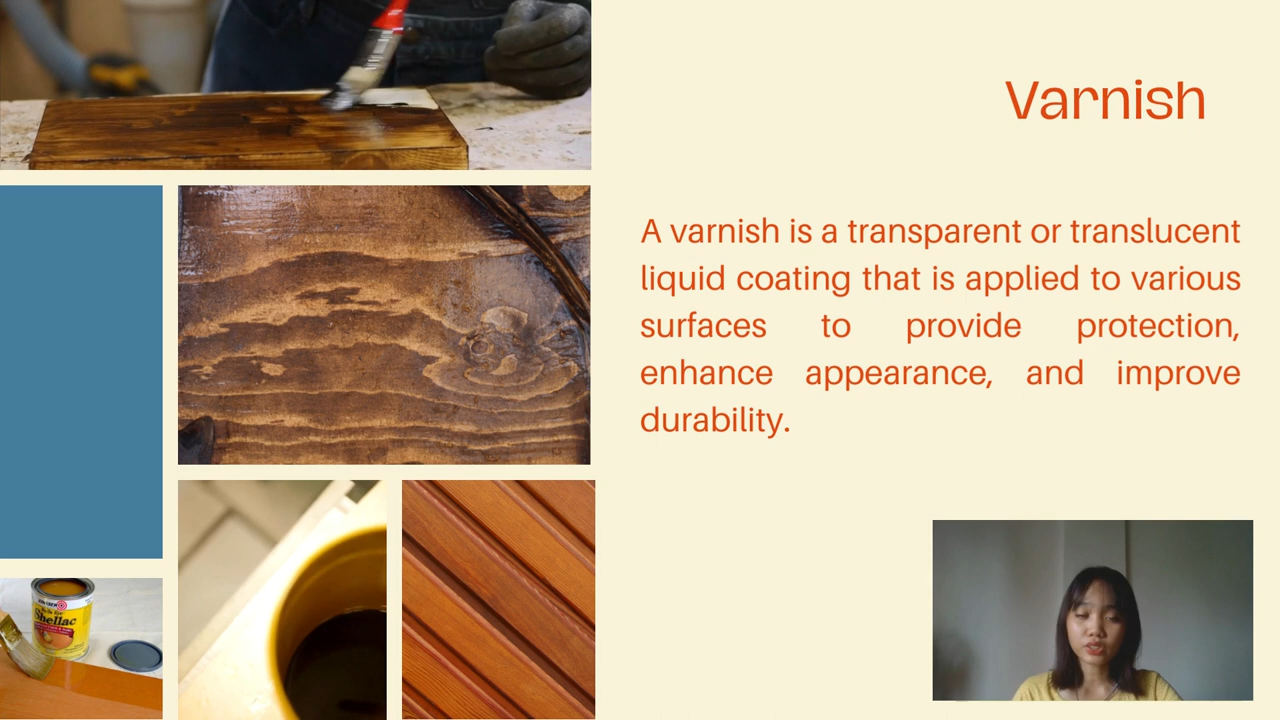 Varnish
A varnish is a transparent or translucent
liquid coating that is applied to various
surfaces to provide protection,
enhance appearance, and improve
durability.
Shellac